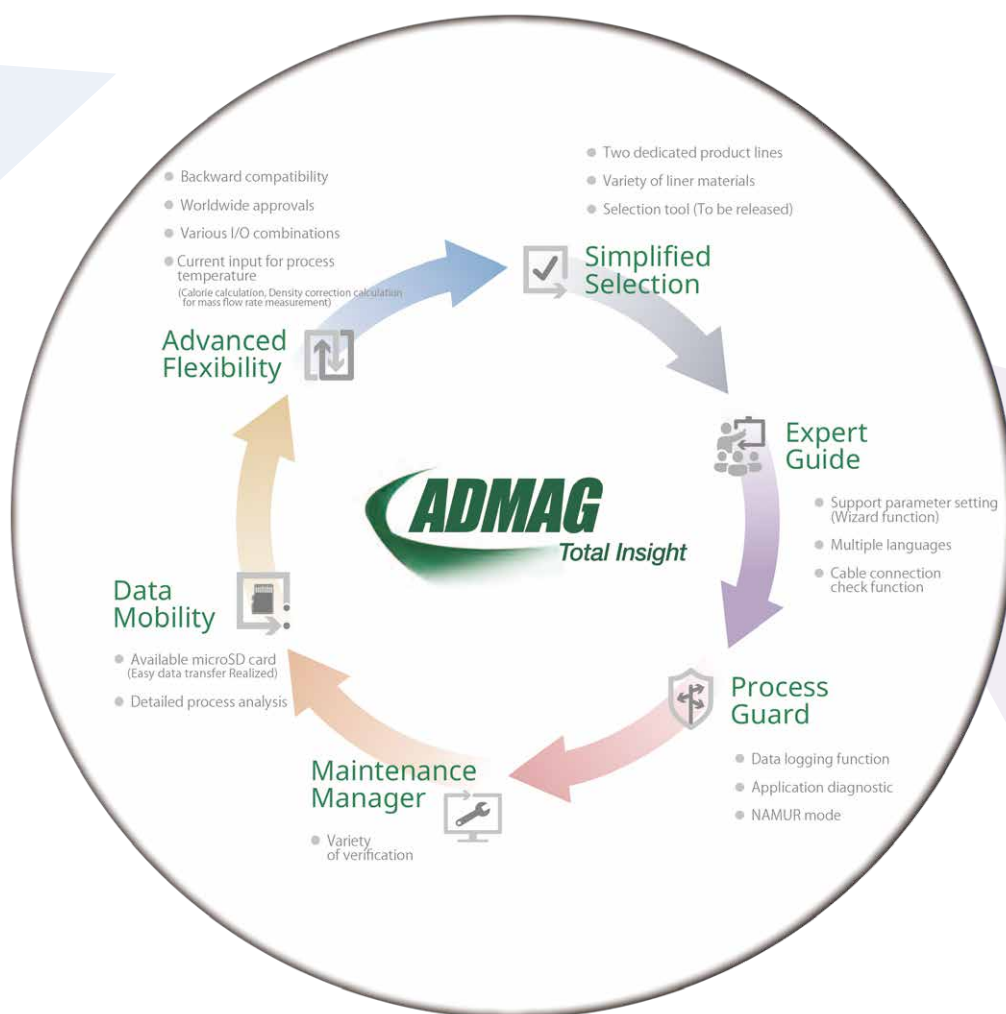 Backward compatibility
Worldwide approvals
Various I/O combinations
Current input for process
temperature
(Calorie calculation, Density correction calculation
for mass flow rate measurement)
Advanced
Flexibility
Two dedicated product lines
Variety of liner materials
Selection tool (To be released)
Simplified
Selection
Expert
Guide
Support parameter setting
(Wizard function)
Multiple languages
Cable connection
check function
ADMAG
Total Insight
Data
Mobility
Available microSD card
(Easy data transfer Realized)
Detailed process analysis
Process
Guard
Data logging function
Application diagnostic
NAMUR mode
Maintenance
Manager
Variety
of verification